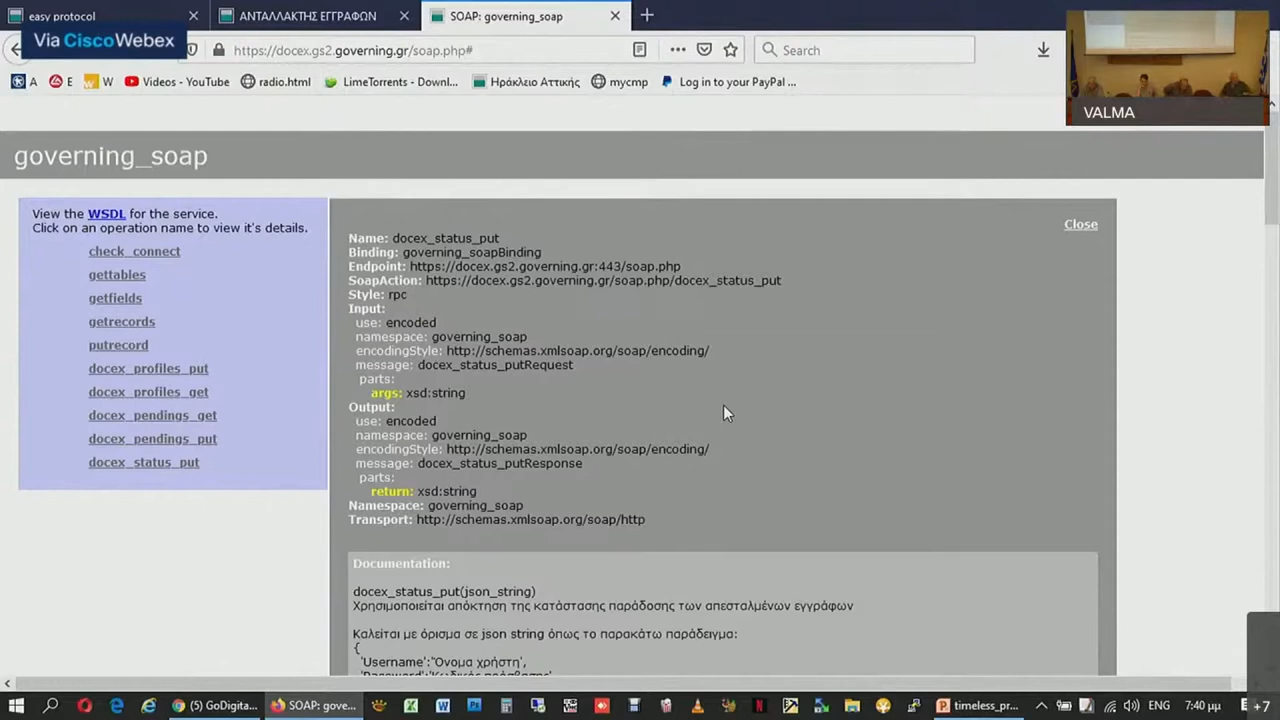 easy protocol
ΑΝΤΑΛΛΑΚΤΗΣ ΕΓΓΡΑΦΩΝ
SOAP: governing_soap
Via CiscoWebex
https://docex.gs2.governing.gr/soap.php#
Search
A
E
W
Videos - YouTube
radio.html
LimeTorrents - Downl...
Ηράκλειο Αττικής
mycmp
Log in to your PayPal ...
VALMA
governing_soap
View the WSDL for the service.
Click on an operation name to view it's details.
check_connect
gettables
getfields
getrecords
putrecord
docex_profiles_put
docex_profiles_get
docex_pendings_get
docex_pendings_put
docex_status_put
Close
Name: docex_status_put
Binding: governing_soapBinding
Endpoint: https://docex.gs2.governing.gr:443/soap.php
SoapAction: https://docex.gs2.governing.gr/soap.php/docex_status_put
Style: rpc
Input:
use: encoded
namespace: governing_soap
encodingStyle: http://schemas.xmlsoap.org/soap/encoding/
message: docex_status_putRequest
parts:
args: xsd:string
Output:
use: encoded
namespace: governing_soap
encodingStyle: http://schemas.xmlsoap.org/soap/encoding/
message: docex_status_putResponse
parts:
return: xsd:string
Namespace: governing_soap
Transport: http://schemas.xmlsoap.org/soap/http
Documentation:
docex_status_put(json_string)
Χρησιμοποιείται απόκτηση της κατάστασης παράδοσης των απεσταλμένων εγγράφων
Καλείται με όρισμα σε json string όπως το παρακάτω παράδειγμα:
{
'Username':'Όνομα χρήστη',
'Password':'Κωδικός πρόσβασης'
(5) GoDigita...
SOAP: gove...
timeless_pr...
ENG
7:40 μμ
+7